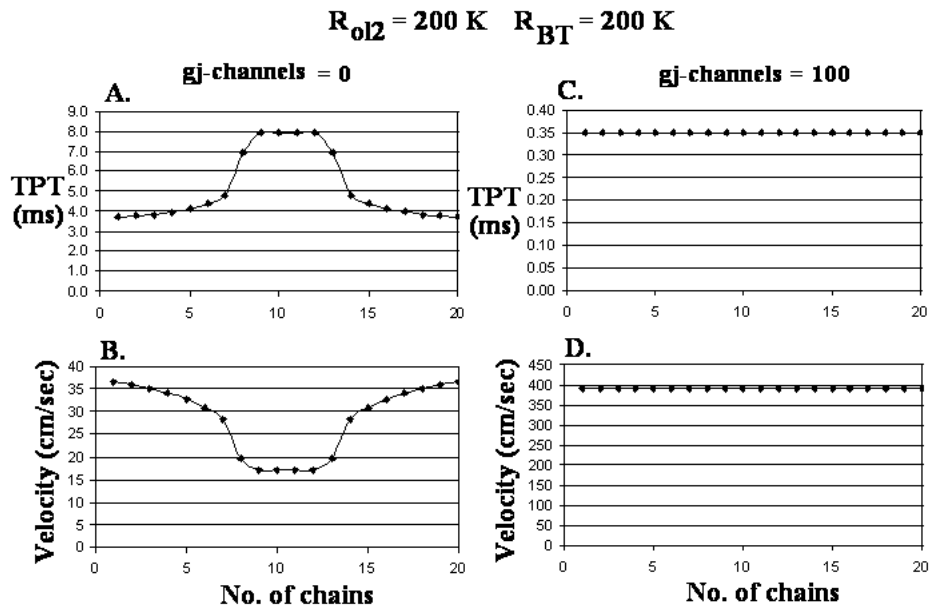 R_ol2 = 200 K R_BT = 200 K
gj-channels = 0
gj-channels = 100
A.
9.0
8.0
7.0
6.0
5.0
4.0
3.0
2.0
1.0
0.0
TPT
(ms)
0 5 10 15 20
C.
0.40
0.35
0.30
0.25
0.20
0.15
0.10
0.05
0.00
TPT
(ms)
0 5 10 15 20
B.
40
35
30
25
20
15
10
5
0
Velocity (cm/sec)
0 5 10 15 20
No. of chains
D.
450
400
350
300
250
200
150
100
50
0
Velocity (cm/sec)
0 5 10 15 20
No. of chains